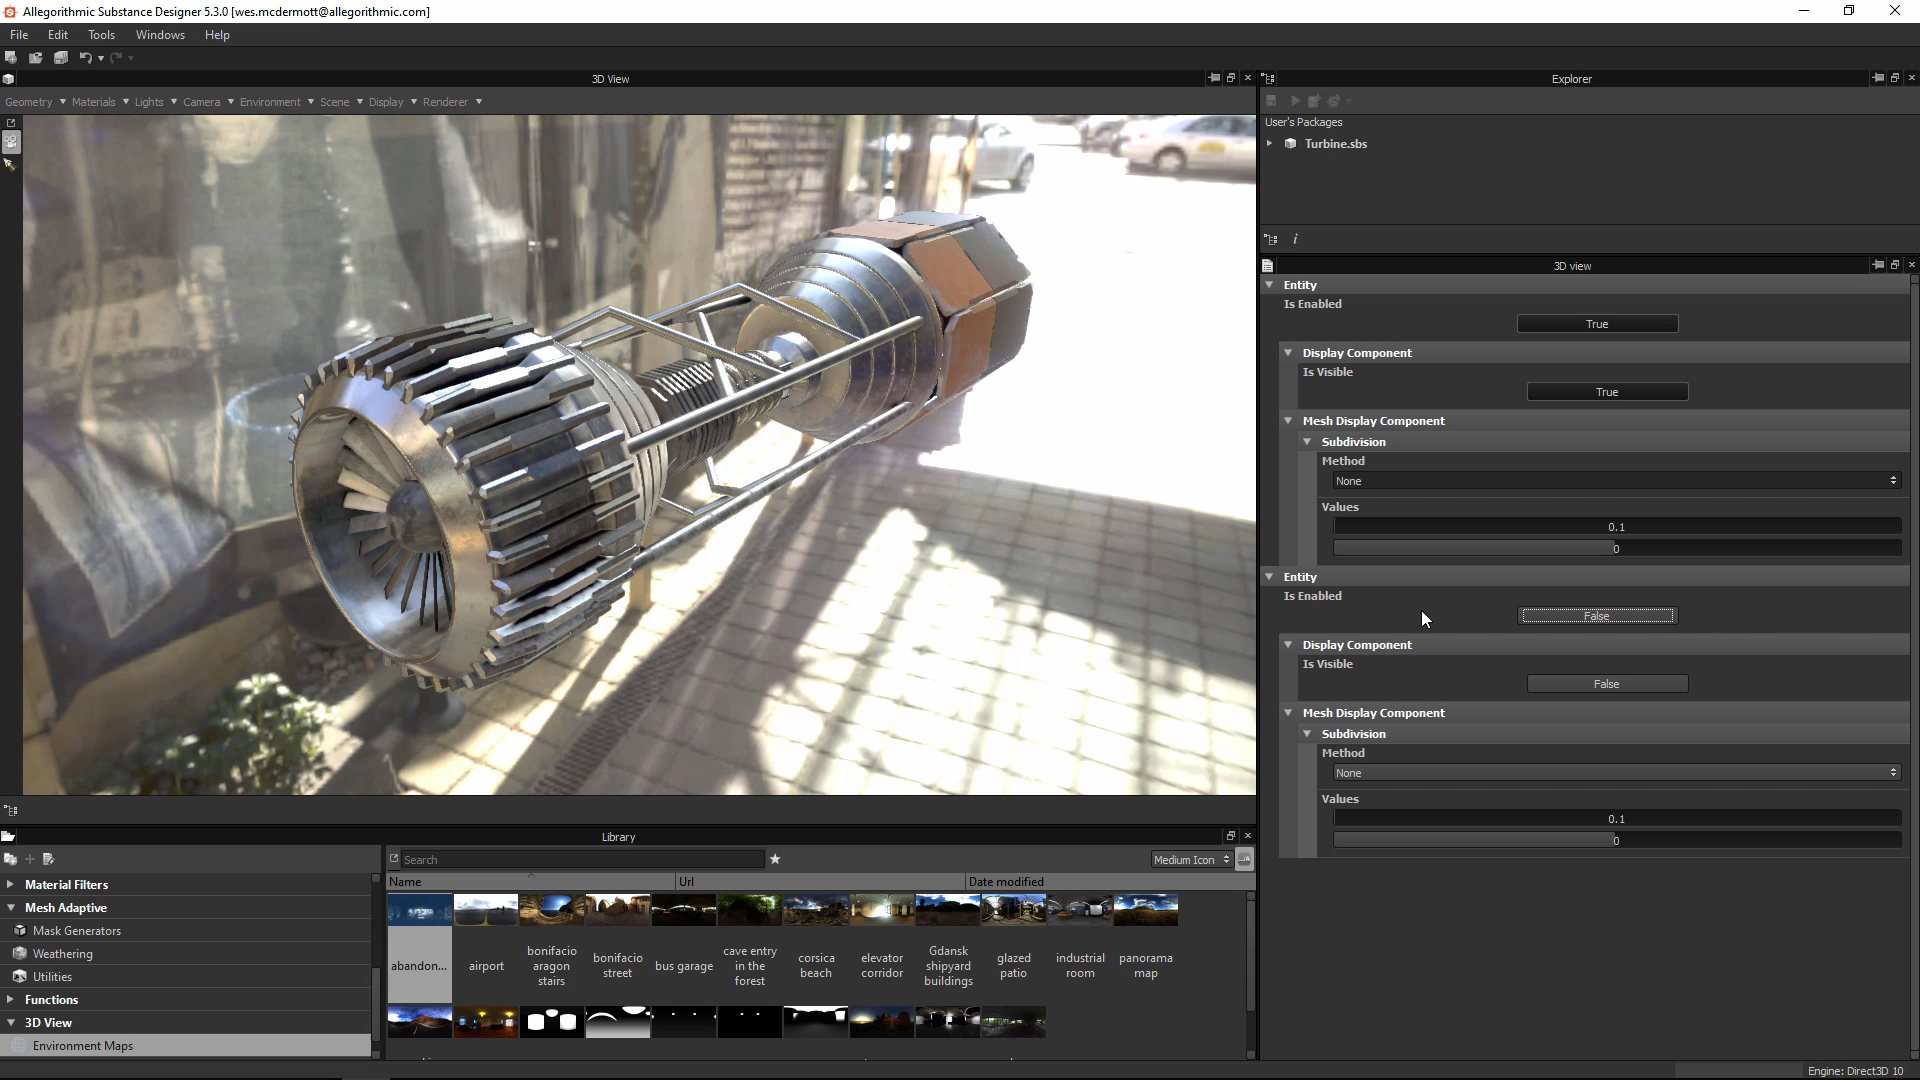 Allegorithmic Substance Designer 5.3.0 [wes.mcdermott@allegorithmic.com]
File Edit Tools Windows Help
3D View
Geometry Materials Lights Camera Environment Scene Display Renderer
Explorer
User's Packages
Turbine.sbs
i
3D view
Entity
Is Enabled
True
Display Component
Is Visible
True
Mesh Display Component
Subdivision
Method
None
Values
0.1
0
Entity
Is Enabled
False
Display Component
Is Visible
False
Mesh Display Component
Subdivision
Method
None
Values
0.1
0
Library
Search
Medium Icon
Material Filters
Mesh Adaptive
Mask Generators
Weathering
Utilities
Functions
3D View
Environment Maps
Name Url Date modified
abandon...
airport
bonifacio
aragon
stairs
bonifacio
street
bus garage
cave entry
in the
forest
corsica
beach
elevator
corridor
Gdansk
shipyard
buildings
glazed
patio
industrial
room
panorama
map
Engine: Direct3D 10